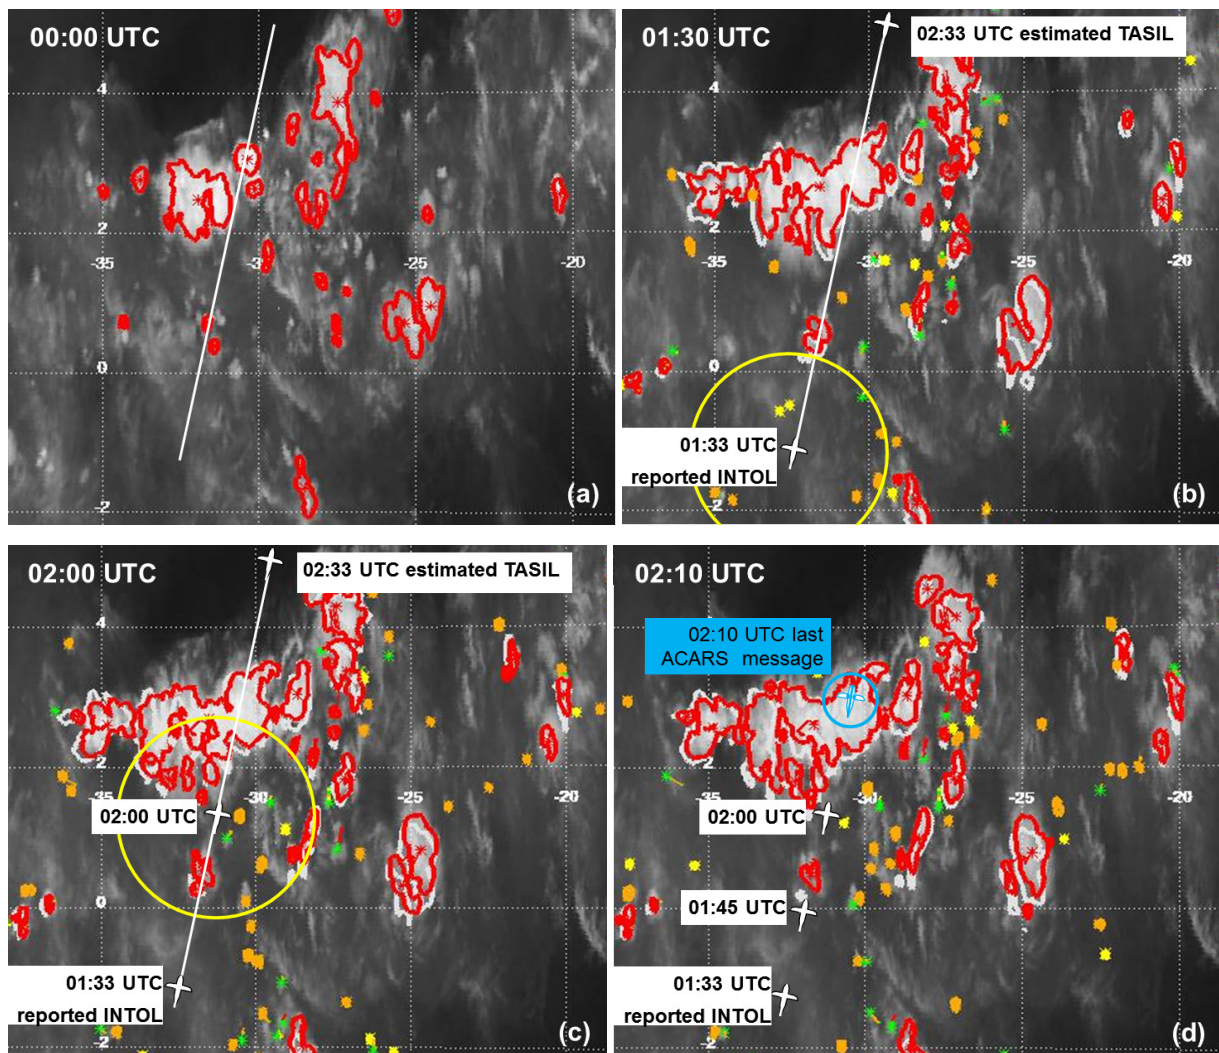 00:00 UTC
4
2
-35
-30
-25
-20
0
-2
(a)
01:30 UTC
02:33 UTC estimated TASIL
4
2
-35
-30
-25
-20
0
01:33 UTC
reported INTOL
-2
(b)
02:00 UTC
02:33 UTC estimated TASIL
4
2
-35
-30
-25
-20
02:00 UTC
0
01:33 UTC
reported INTOL
-2
(c)
02:10 UTC
4
02:10 UTC last
ACARS message
2
-35
-30
-25
-20
02:00 UTC
01:45 UTC
01:33 UTC
reported INTOL
(d)